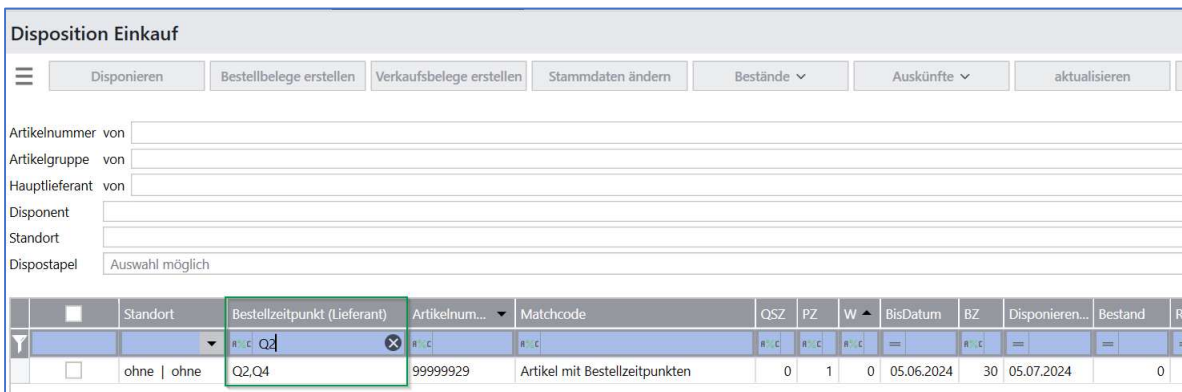 Disposition Einkauf
Disponieren Bestellbelege erstellen Verkaufsbelege erstellen Stammdaten ändern Bestände Auskünfte aktualisieren
Artikelnummer von
Artikelgruppe von
Hauptlieferant von
Disponent
Standort
Dispostapel Auswahl möglich
Standort Bestellzeitpunkt (Lieferant) Artikelnum... Matchcode QSZ PZ W BisDatum BZ Disponieren... Bestand R
Q2
ohne | ohne Q2,Q4 99999929 Artikel mit Bestellzeitpunkten 0 1 0 05.06.2024 30 05.07.2024 0